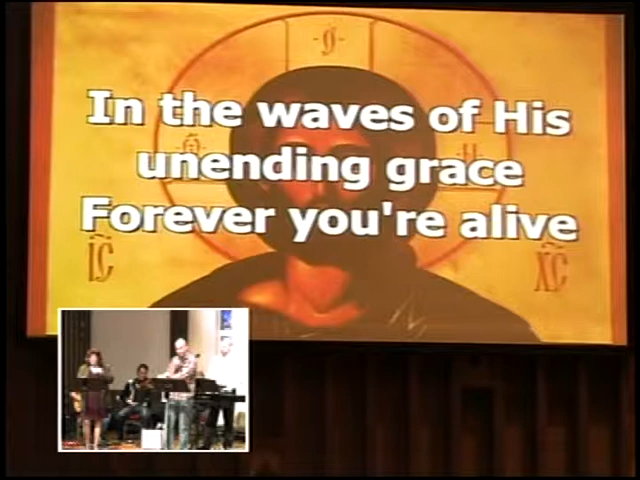 In the waves of His
unending grace
Forever you're alive
IC XC